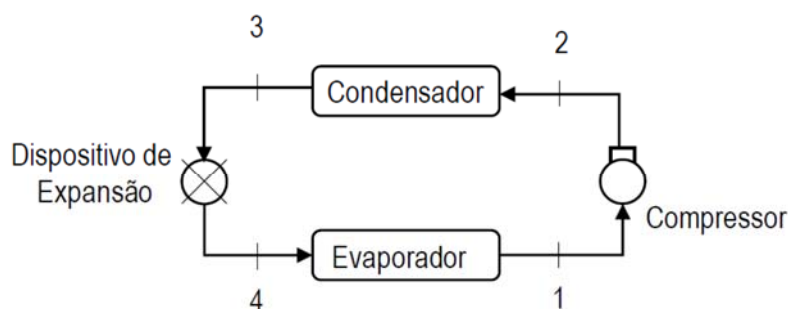 3
2
Condensador
Dispositivo de
Expansão
Compressor
Evaporador
4
1